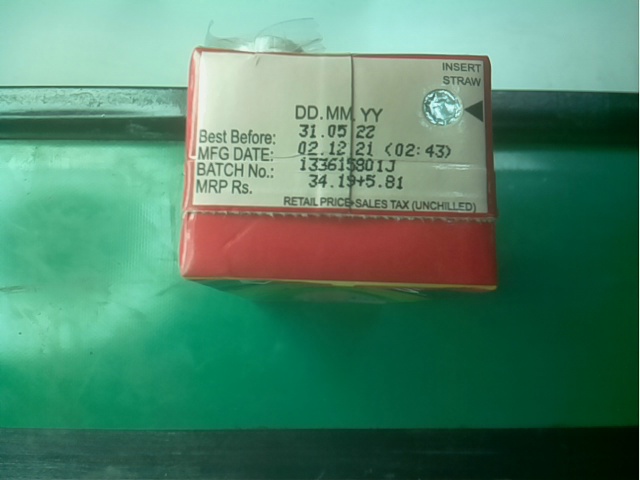 INSERT
STRAW
DD.MM.YY
Best Before: 31.05 22
MFG DATE: 02.12 21 (02:43)
BATCH No.: 133615801J
MRP Rs. 34.19+5.81
RETAIL PRICE+SALES TAX (UNCHILLED)